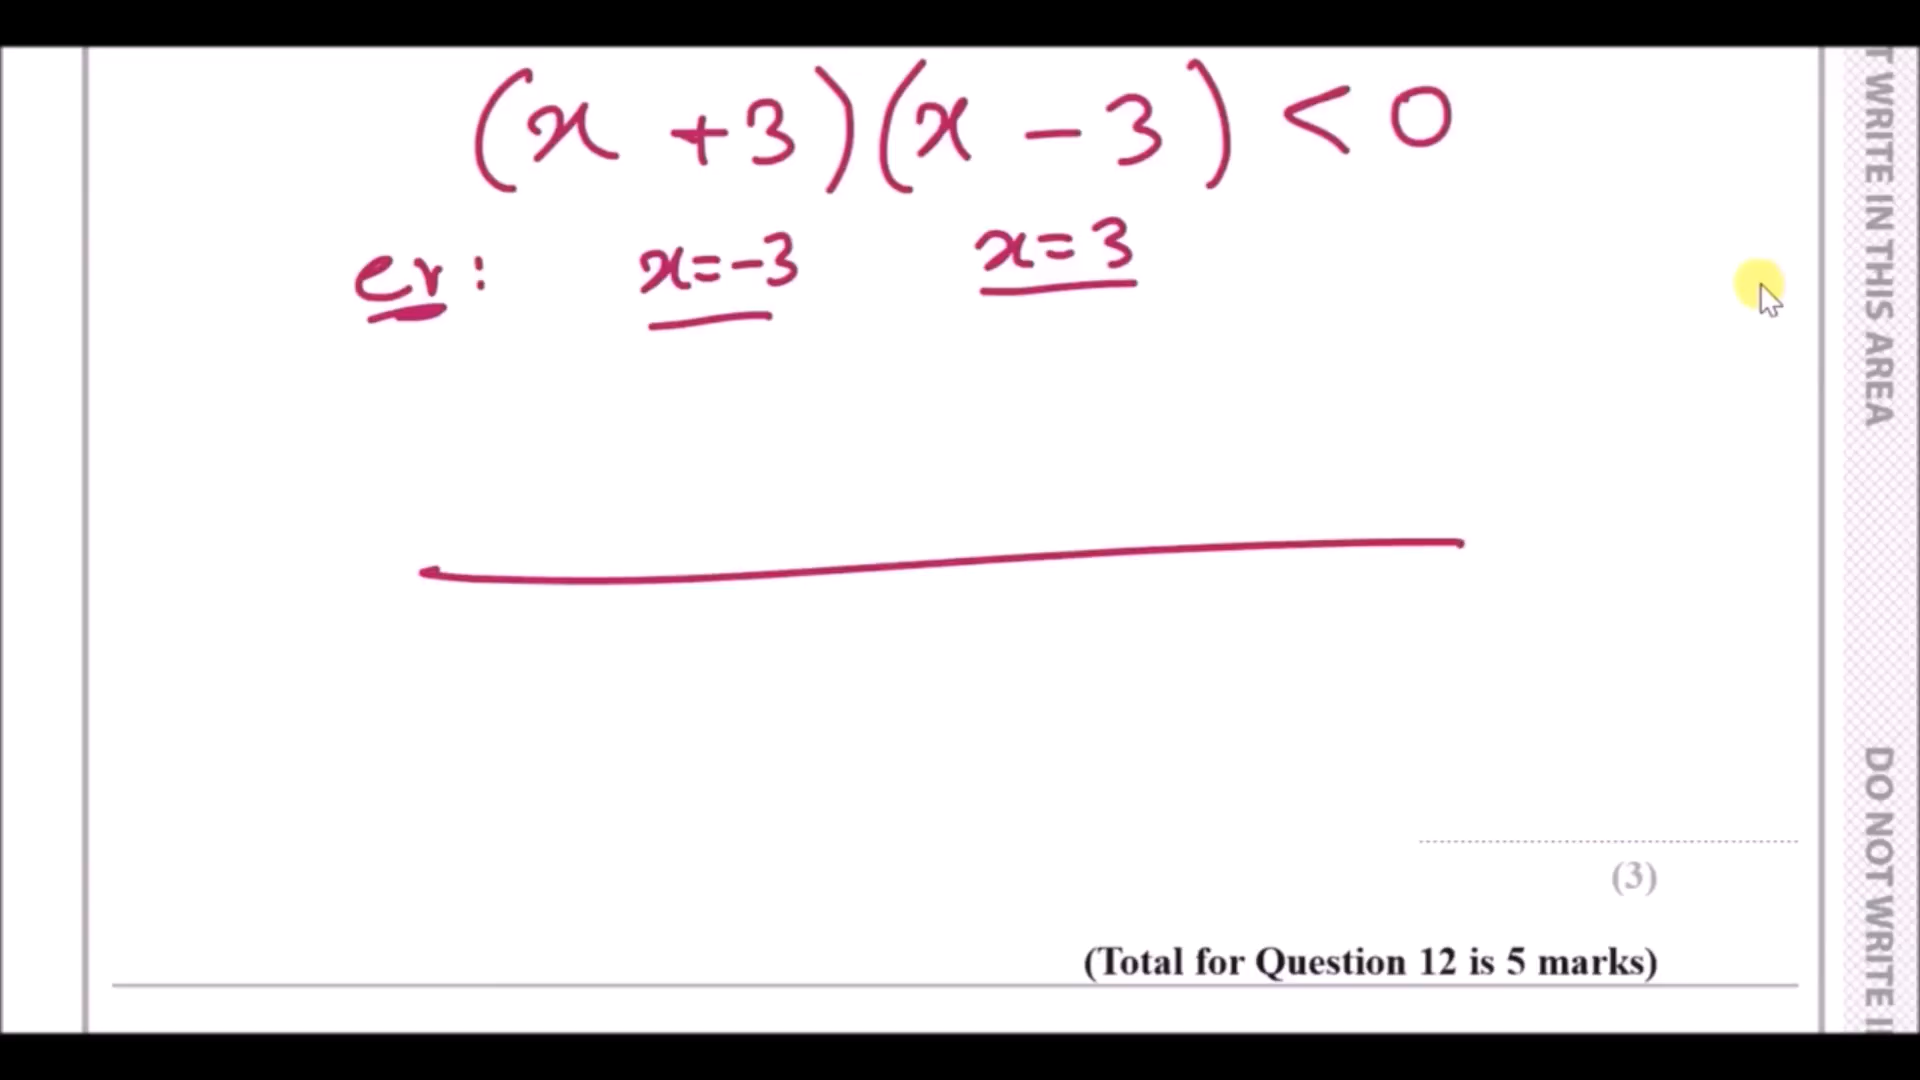 (x + 3)(x - 3) < 0
er : x = -3 x = 3
(3)
(Total for Question 12 is 5 marks)
T WRITE IN THIS AREA
DO NOT WRITE I